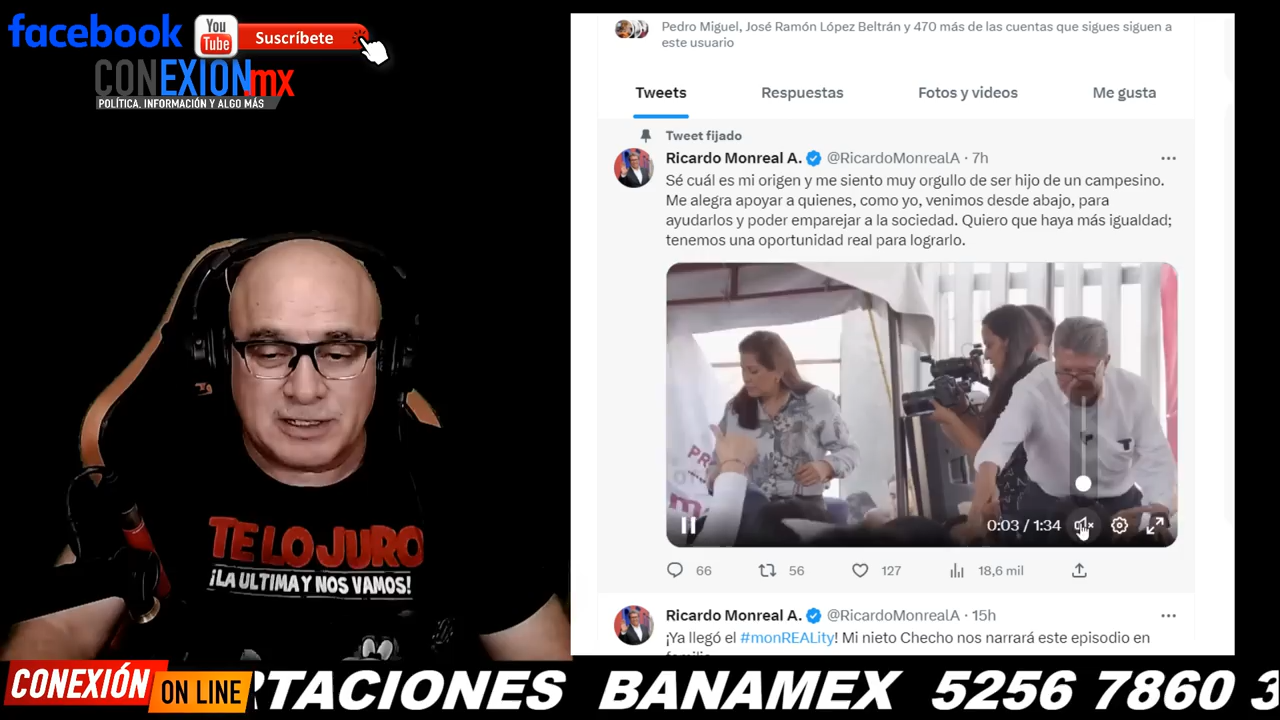 facebook
You
Tube
Suscríbete
CONEXIONmx
POLÍTICA, INFORMACIÓN Y ALGO MÁS
TE LO JURO
¡LA ULTIMA Y NOS VAMOS!
Pedro Miguel, José Ramón López Beltrán y 470 más de las cuentas que sigues siguen a
este usuario
Tweets Respuestas Fotos y videos Me gusta
Tweet fijado
Ricardo Monreal A. @RicardoMonrealA · 7h
Sé cuál es mi origen y me siento muy orgullo de ser hijo de un campesino.
Me alegra apoyar a quienes, como yo, venimos desde abajo, para
ayudarlos y poder emparejar a la sociedad. Quiero que haya más igualdad;
tenemos una oportunidad real para lograrlo.
0:03 / 1:34
66 56 127 18,6 mil
Ricardo Monreal A. @RicardoMonrealA · 15h
¡Ya llegó el #monREALity! Mi nieto Checho nos narrará este episodio en
CONEXIÓN
ON LINE
RTACIONES BANAMEX 5256 7860 3